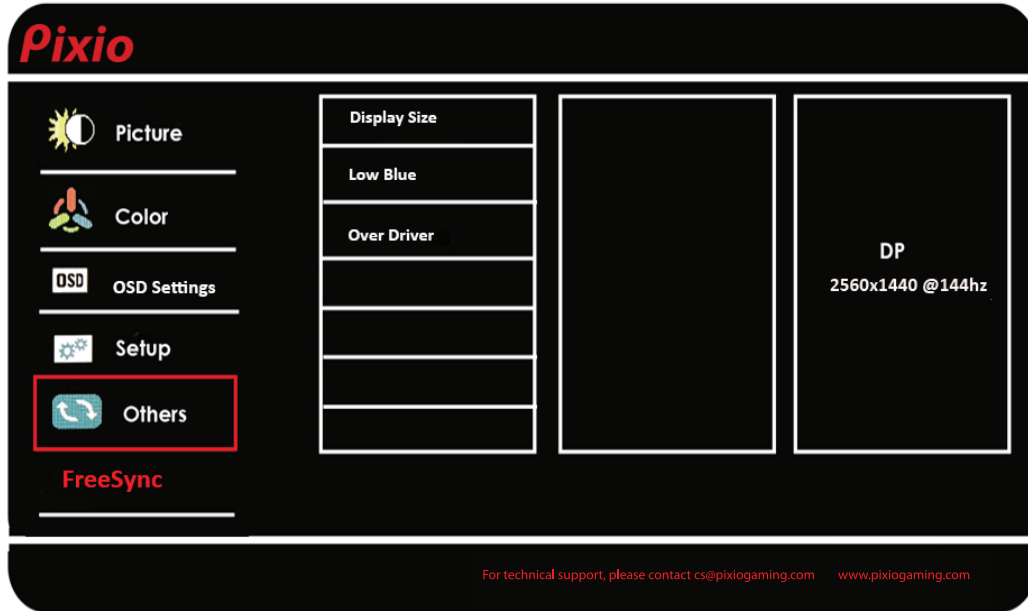 Pixio
Picture
Color
OSD
OSD Settings
Setup
Others
FreeSync
Display Size
Low Blue
Over Driver
DP
2560x1440 @144hz
For technical support, please contact cs@pixiogaming.com www.pixiogaming.com